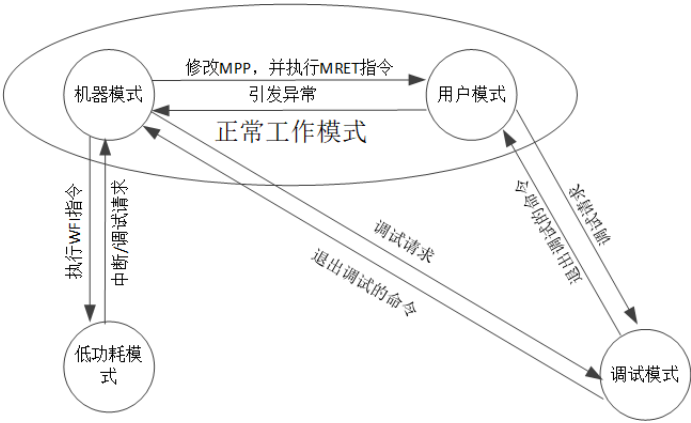 修改MPP，并执行MRET指令
机器模式
引发异常
用户模式
正常工作模式
执行WFI指令
中断/调试请求
调试请求
退出调试的命令
退出调试的命令
调试请求
低功耗模
式
调试模式